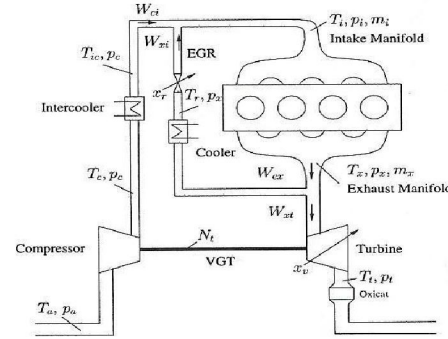 W_ci
T_i, p_i, m_i
Intake Manifold
W_xi
EGR
T_ic, p_c
x_r
T_r, p_x
Intercooler
Cooler
T_c, p_c
W_ex
T_x, p_x, m_x
Exhaust Manifold
W_xt
Compressor
N_t
Turbine
VGT
x_v
T_t, p_t
Oxicat
T_a, p_a